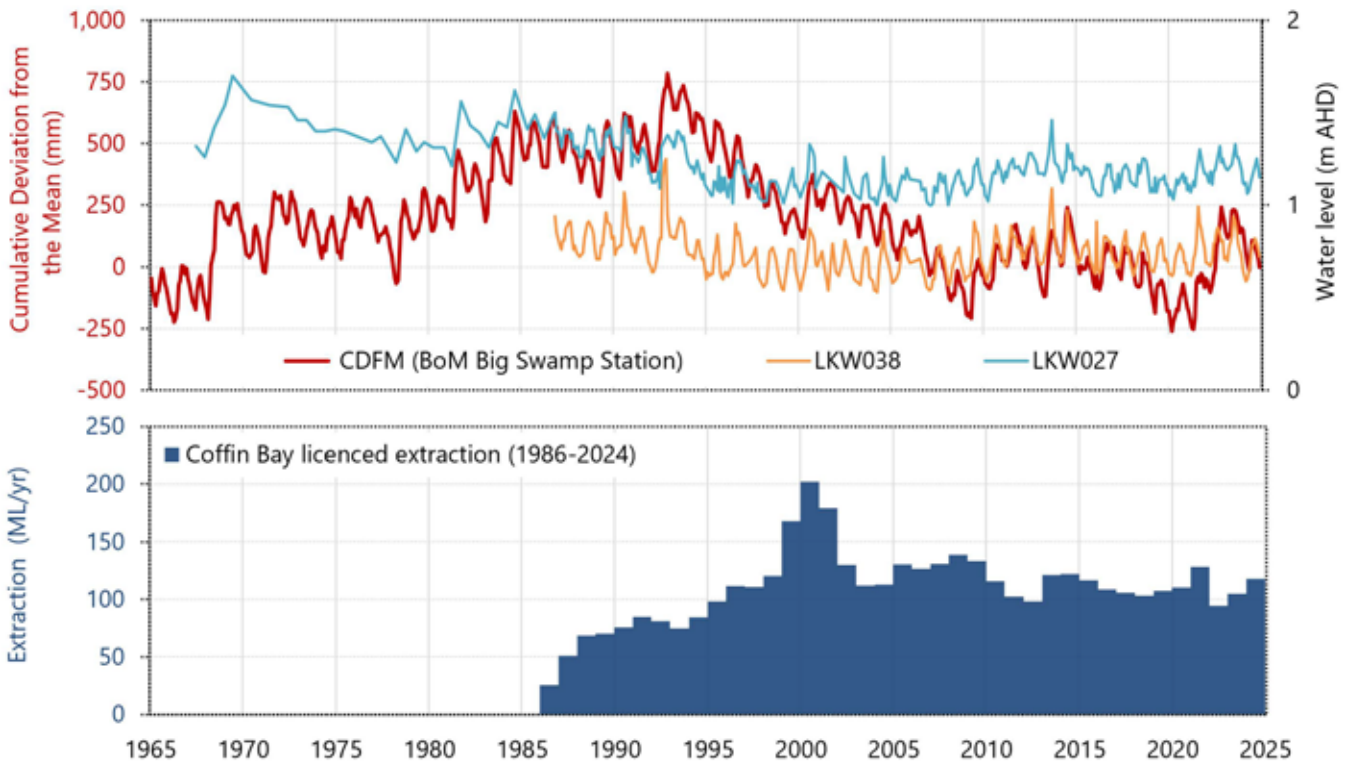 1,000
750
500
250
0
-250
-500
Cumulative Deviation from
the Mean (mm)
2
1
0
Water level (m AHD)
CDFM (BoM Big Swamp Station)
LKW038
LKW027
250
200
150
100
50
0
Extraction (ML/yr)
Coffin Bay licenced extraction (1986-2024)
1965 1970 1975 1980 1985 1990 1995 2000 2005 2010 2015 2020 2025